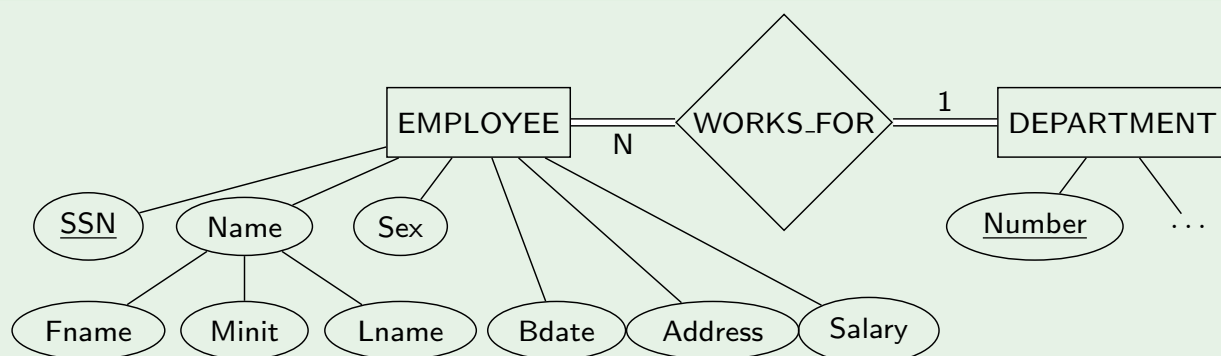 1
EMPLOYEE
WORKS_FOR
DEPARTMENT
N
SSN
Name
Sex
Number
...
Fname
Minit
Lname
Bdate
Address
Salary